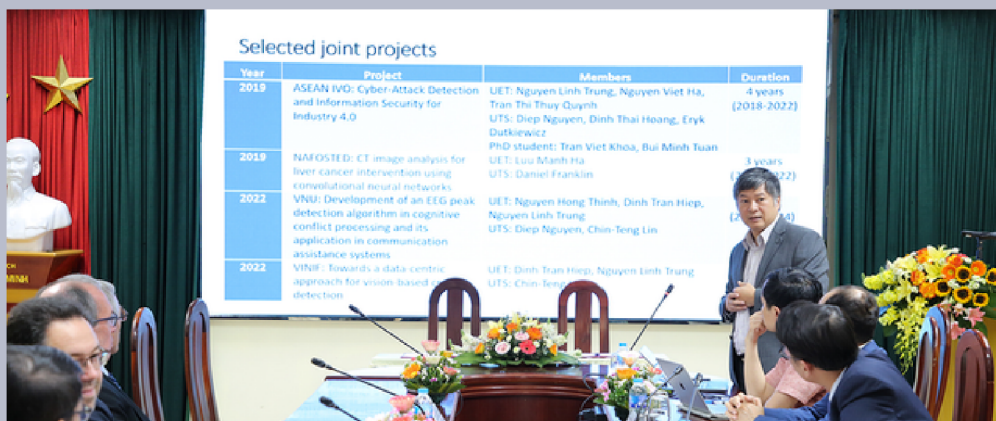 Selected joint projects
Year Project Members Duration
2019 ASEAN IVO: Cyber-Attack Detection UET: Nguyen Linh Trung, Nguyen Viet Ha, 4 years
and Information Security for Tran Thi Thuy Quynh (2018-2022)
Industry 4.0 UTS: Diep Nguyen, Dinh Thai Hoang, Eryk
Dutkiewicz
PhD student: Tran Viet Khoa, Bui Minh Tuan
2019 NAFOSTED: CT image analysis for UET: Luu Manh Ha 3 years
liver cancer intervention using UTS: Daniel Franklin
convolutional neural networks
2022 VNU: Development of an EEG peak UET: Nguyen Hong Thinh, Dinh Tran Hiep,
detection algorithm in cognitive Nguyen Linh Trung
conflict processing and its UTS: Diep Nguyen, Chin-Teng Lin
application in communication
assistance systems
2022 VINIF: Towards a data-centric UET: Dinh Tran Hiep, Nguyen Linh Trung
approach for vision-based UTS: Chin-Teng
detection
MINH